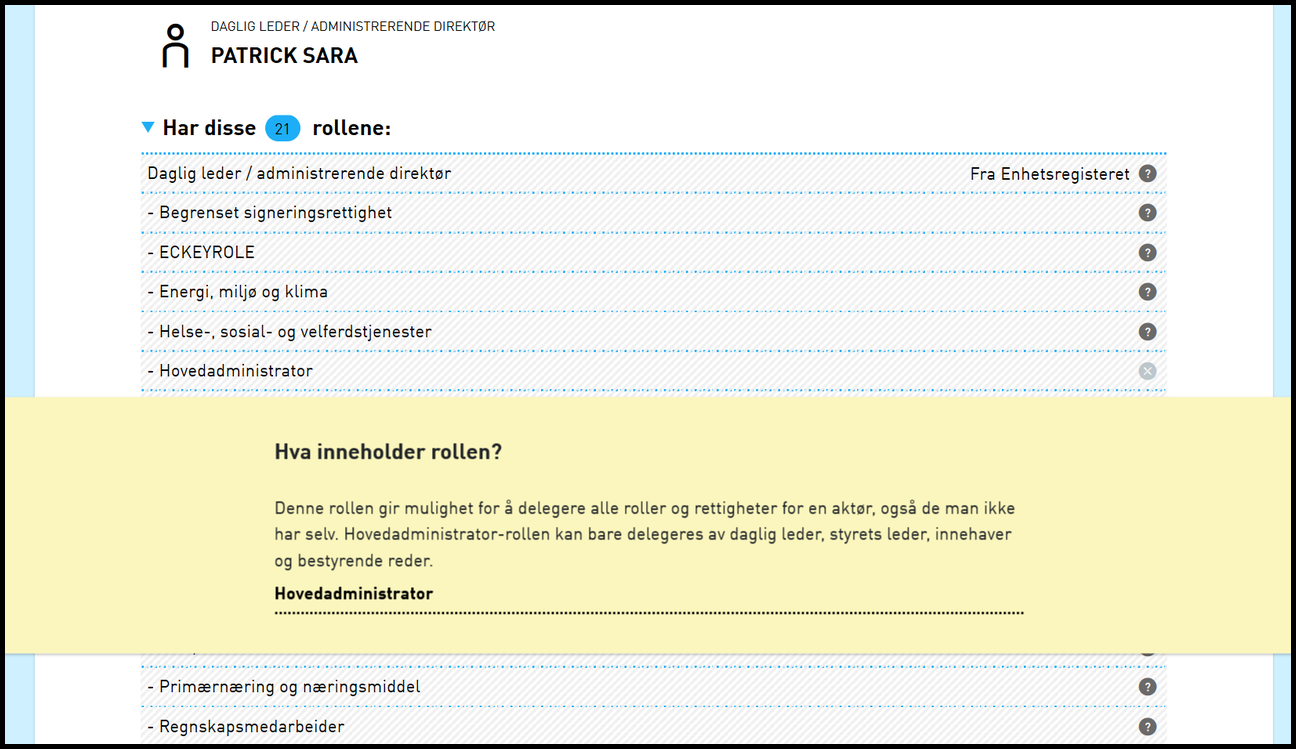 DAGLIG LEDER / ADMINISTRERENDE DIREKTØR
PATRICK SARA
Har disse 21 rollene:
Daglig leder / administrerende direktør Fra Enhetsregisteret ?
- Begrenset signeringsrettighet ?
- ECKEYROLE ?
- Energi, miljø og klima ?
- Helse-, sosial- og velferdstjenester ?
- Hovedadministrator
Hva inneholder rollen?
Denne rollen gir mulighet for å delegere alle roller og rettigheter for en aktør, også de man ikke
har selv. Hovedadministrator-rollen kan bare delegeres av daglig leder, styrets leder, innehaver
og bestyrende reder.
Hovedadministrator
- Primærnæring og næringsmiddel ?
- Regnskapsmedarbeider ?